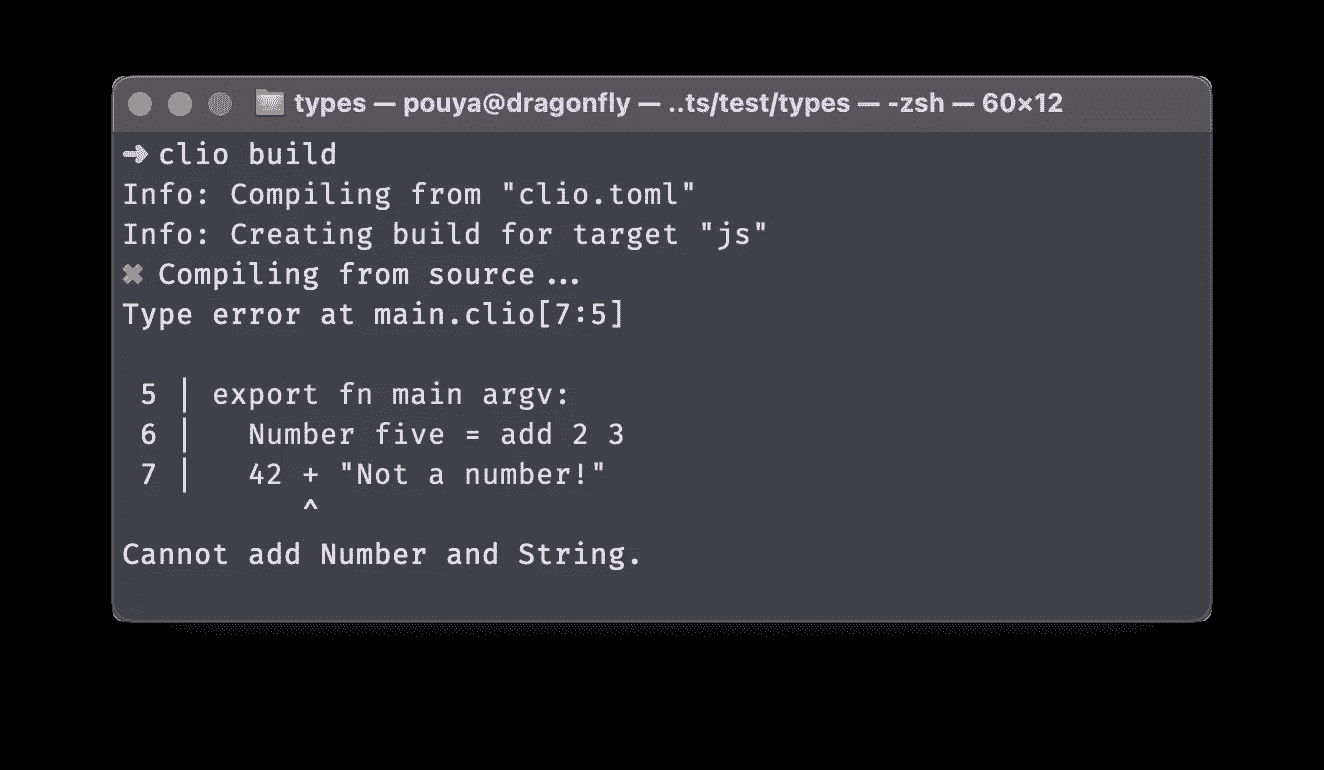 types — pouya@dragonfly — ..ts/test/types — -zsh — 60×12
➜ clio build
Info: Compiling from "clio.toml"
Info: Creating build for target "js"
✖ Compiling from source ...
Type error at main.clio[7:5]
5 | export fn main argv:
6 |   Number five = add 2 3
7 |   42 + "Not a number!"
^
Cannot add Number and String.